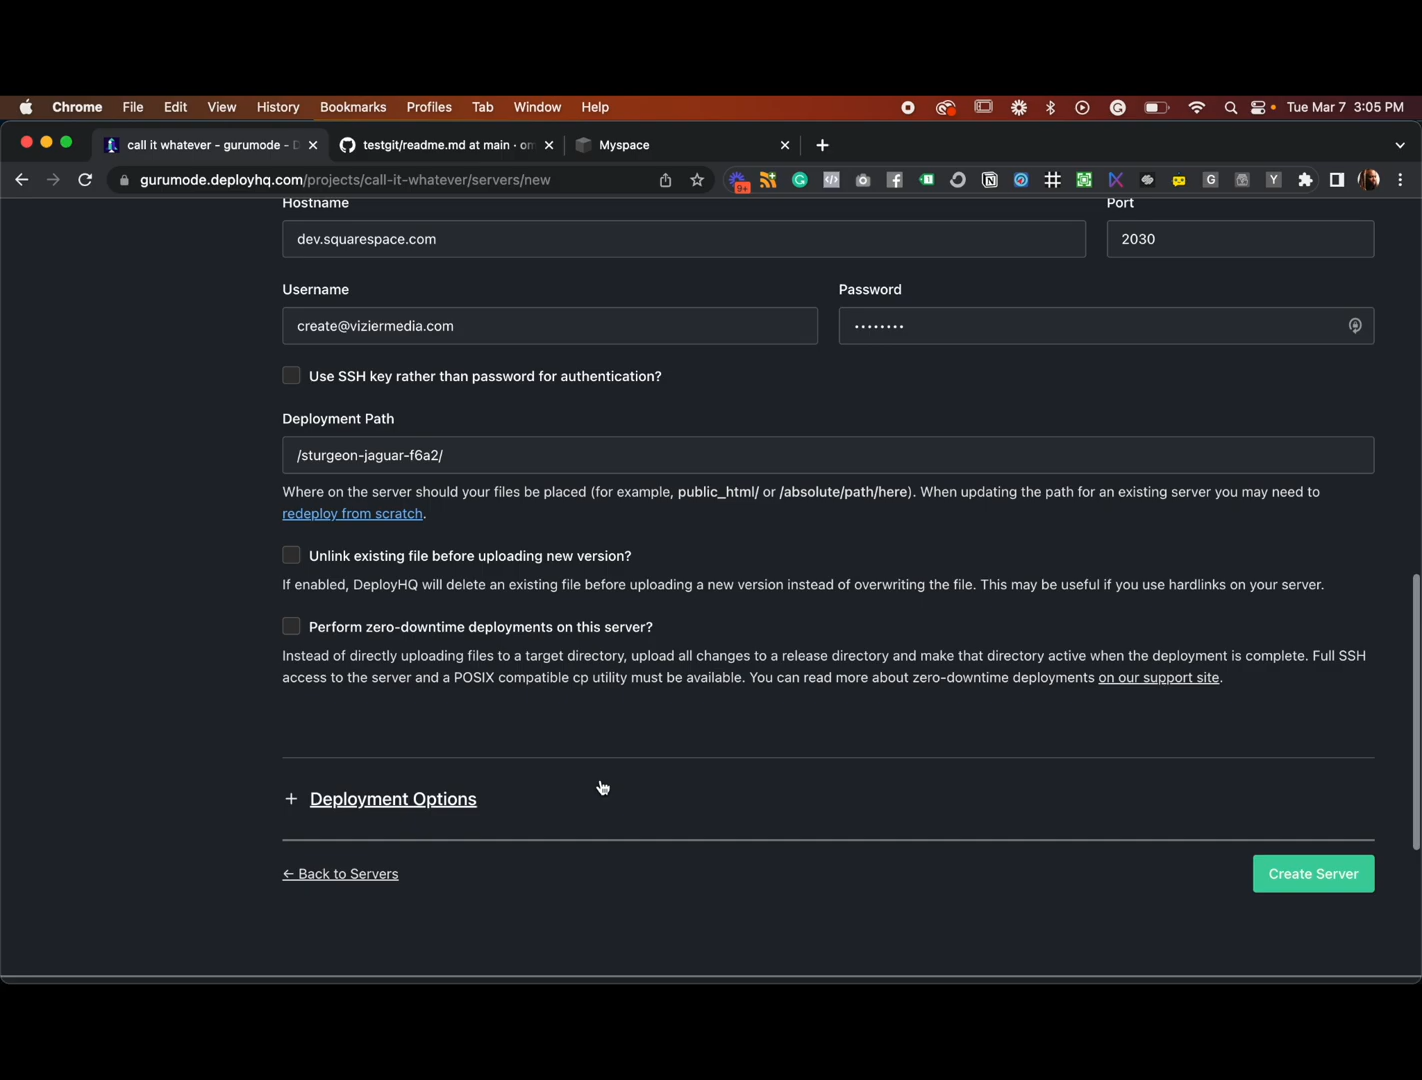 Chrome File Edit View History Bookmarks Profiles Tab Window Help Tue Mar 7 3:05 PM
call it whatever - gurumode - D testgit/readme.md at main · om Myspace
gurumode.deployhq.com/projects/call-it-whatever/servers/new 9+
Hostname Port
dev.squarespace.com 2030
Username Password
create@viziermedia.com ••••••••
Use SSH key rather than password for authentication?
Deployment Path
/sturgeon-jaguar-f6a2/
Where on the server should your files be placed (for example, public_html/ or /absolute/path/here). When updating the path for an existing server you may need to
redeploy from scratch.
Unlink existing file before uploading new version?
If enabled, DeployHQ will delete an existing file before uploading a new version instead of overwriting the file. This may be useful if you use hardlinks on your server.
Perform zero-downtime deployments on this server?
Instead of directly uploading files to a target directory, upload all changes to a release directory and make that directory active when the deployment is complete. Full SSH
access to the server and a POSIX compatible cp utility must be available. You can read more about zero-downtime deployments on our support site.
+ Deployment Options
← Back to Servers Create Server